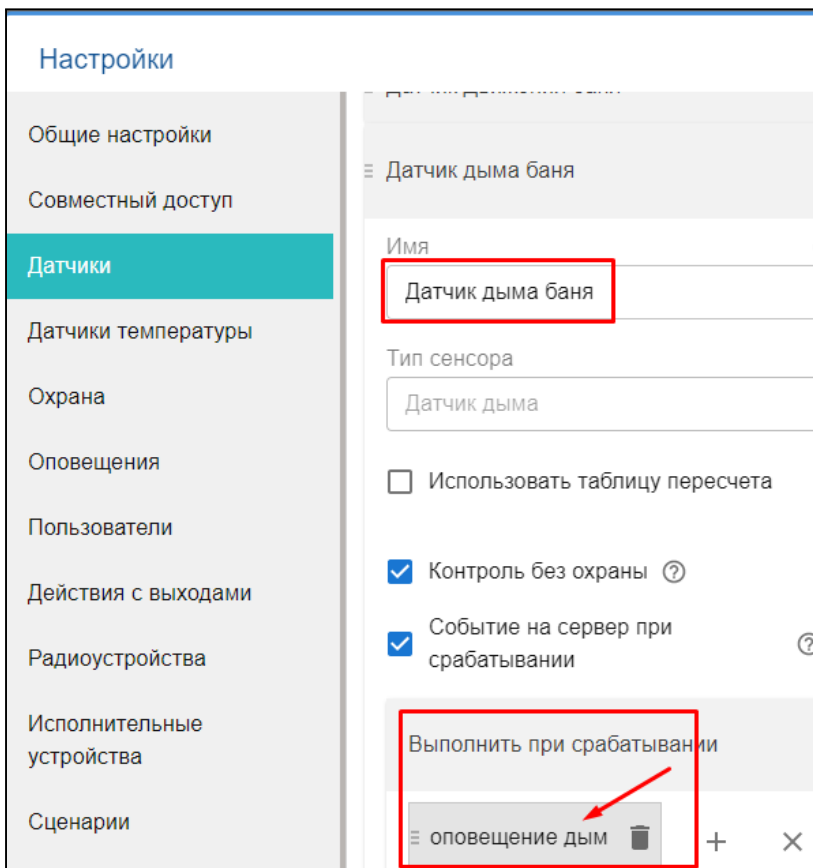 Настройки
Общие настройки
Совместный доступ
Датчики
Датчики температуры
Охрана
Оповещения
Пользователи
Действия с выходами
Радиоустройства
Исполнительные
устройства
Сценарии
Датчик дыма баня
Имя
Датчик дыма баня
Тип сенсора
Датчик дыма
Использовать таблицу пересчета
Контроль без охраны
Событие на сервер при
срабатывании
Выполнить при срабатывании
оповещение дым